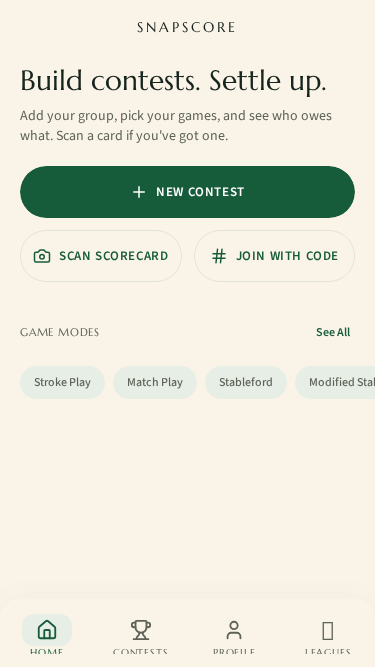 SNAPSCORE
Build contests. Settle up.
Add your group, pick your games, and see who owes
what. Scan a card if you've got one.
NEW CONTEST
SCAN SCORECARD
JOIN WITH CODE
GAME MODES
See All
Stroke Play
Match Play
Stableford
Modified Stab
HOME
CONTESTS
PROFILE
LEAGUES